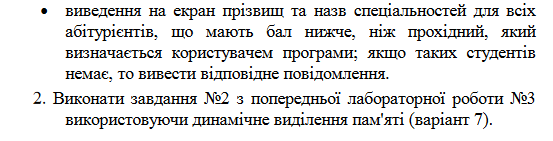 • виведення на екран прізвищ та назв спеціальностей для всіх
абітурієнтів, що мають бал нижче, ніж прохідний, який
визначається користувачем програми; якщо таких студентів
немає, то вивести відповідне повідомлення.
2. Виконати завдання №2 з попередньої лабораторної роботи №3
використовуючи динамічне виділення пам'яті (варіант 7).